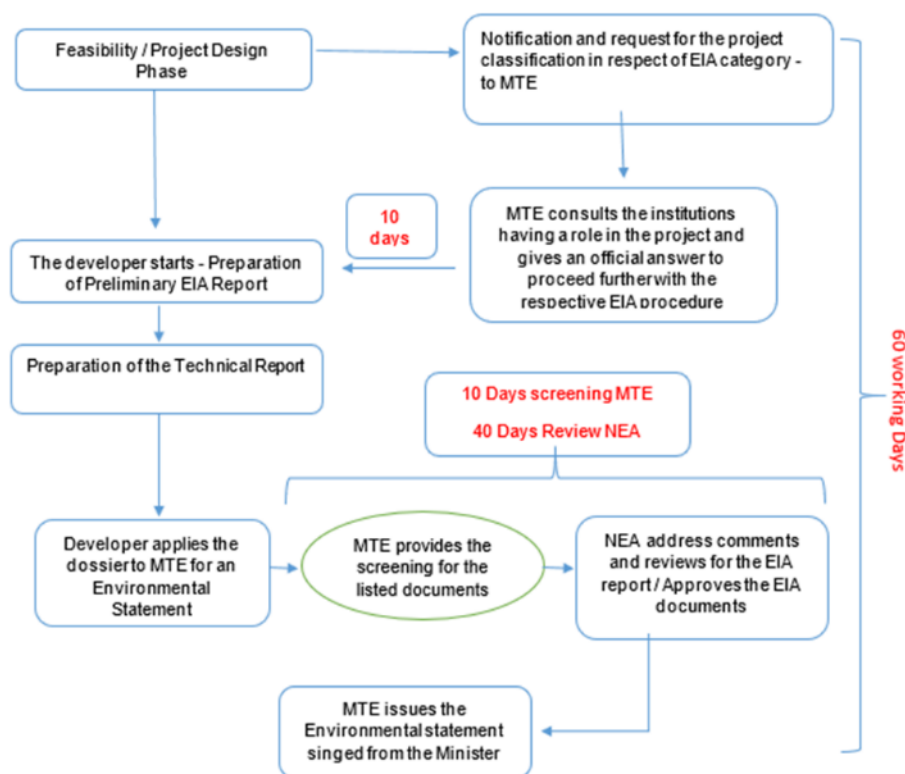 Feasibility / Project Design
Phase
Notification and request for the project
classification in respect of EIA category -
to MTE
MTE consults the institutions
having a role in the project and
gives an official answer to
proceed further with the
respective EIA procedure
10
days
The developer starts - Preparation
of Preliminary EIA Report
Preparation of the Technical Report
10 Days screening MTE
40 Days Review NEA
60 working Days
Developer applies the
dossier to MTE for an
Environmental
Statement
MTE provides the
screening for the
listed documents
NEA address comments
and reviews for the EIA
report / Approves the EIA
documents
MTE issues the
Environmental statement
singed from the Minister